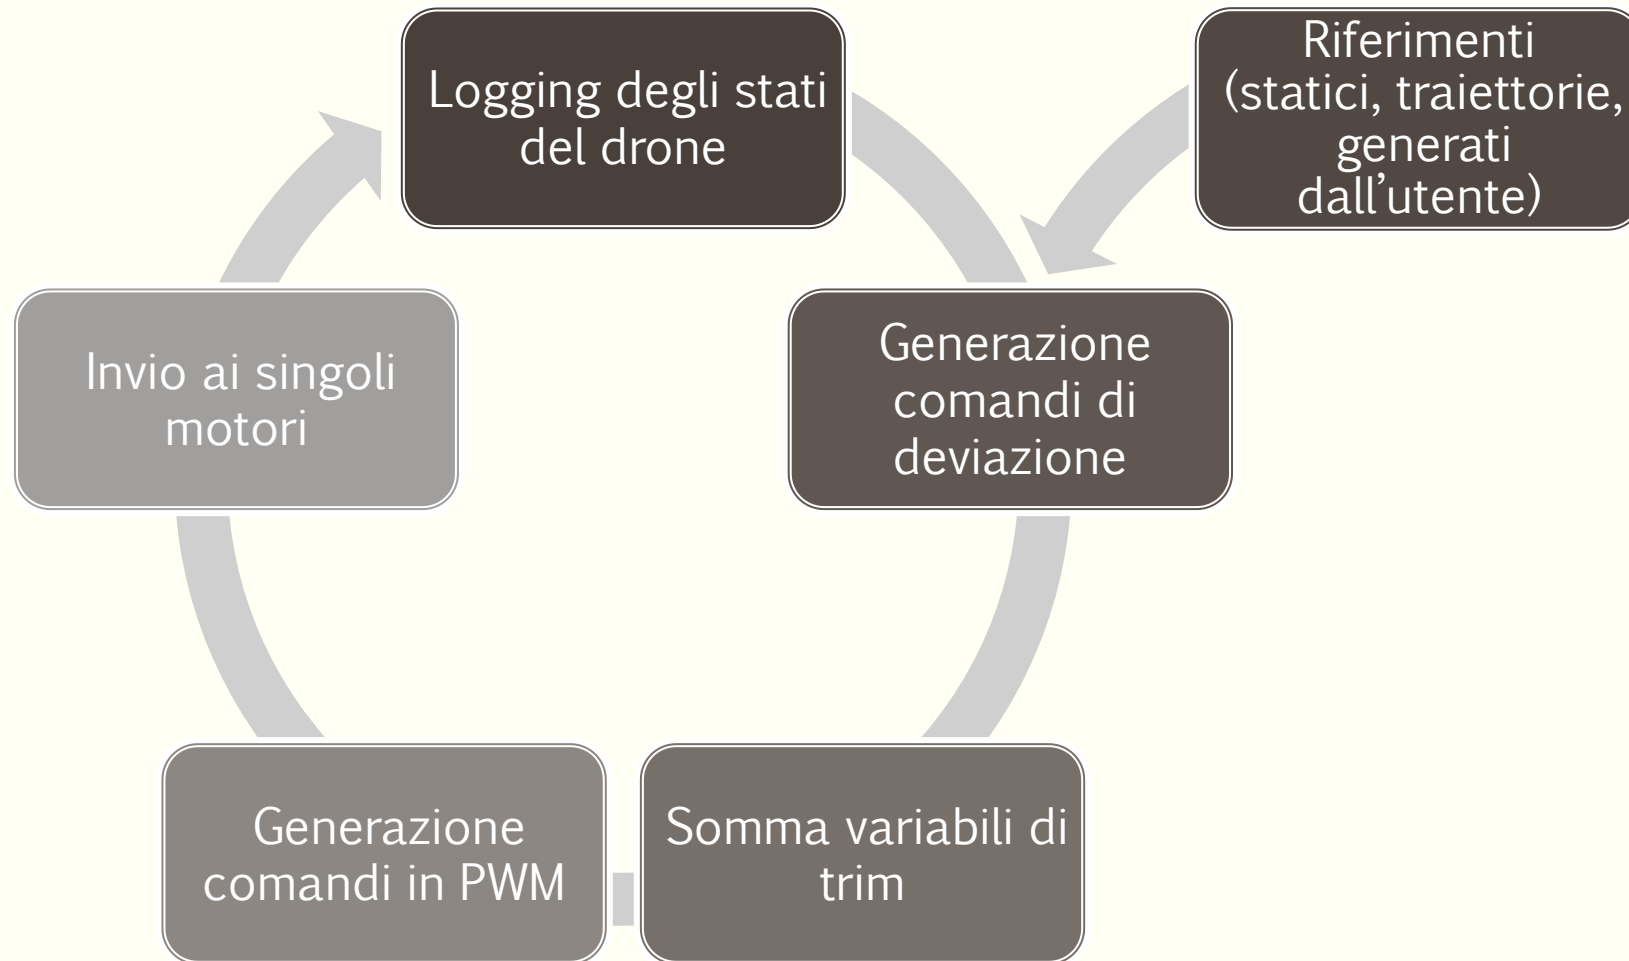 Logging degli stati
del drone
Riferimenti
(statici, traiettorie,
generati
dall’utente)
Generazione
comandi di
deviazione
Somma variabili di
trim
Generazione
comandi in PWM
Invio ai singoli
motori